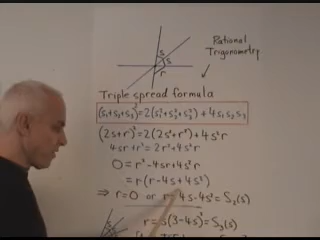 s
s
r
Rational
Trigonometry
Triple spread formula
(s₁+s₂+s₃)²=2(s₁²+s₂²+s₃²)+4s₁s₂s₃
(2s+r)²=2(2s²+r²)+4s²r
4sr+r²=2r²+4s²r
0=r²-4sr+4s²r
=r(r-4s+4s²)
⇒ r=0 or r=4s-4s²=S₂(s)
r=s(3-4s)²=S₃(s)